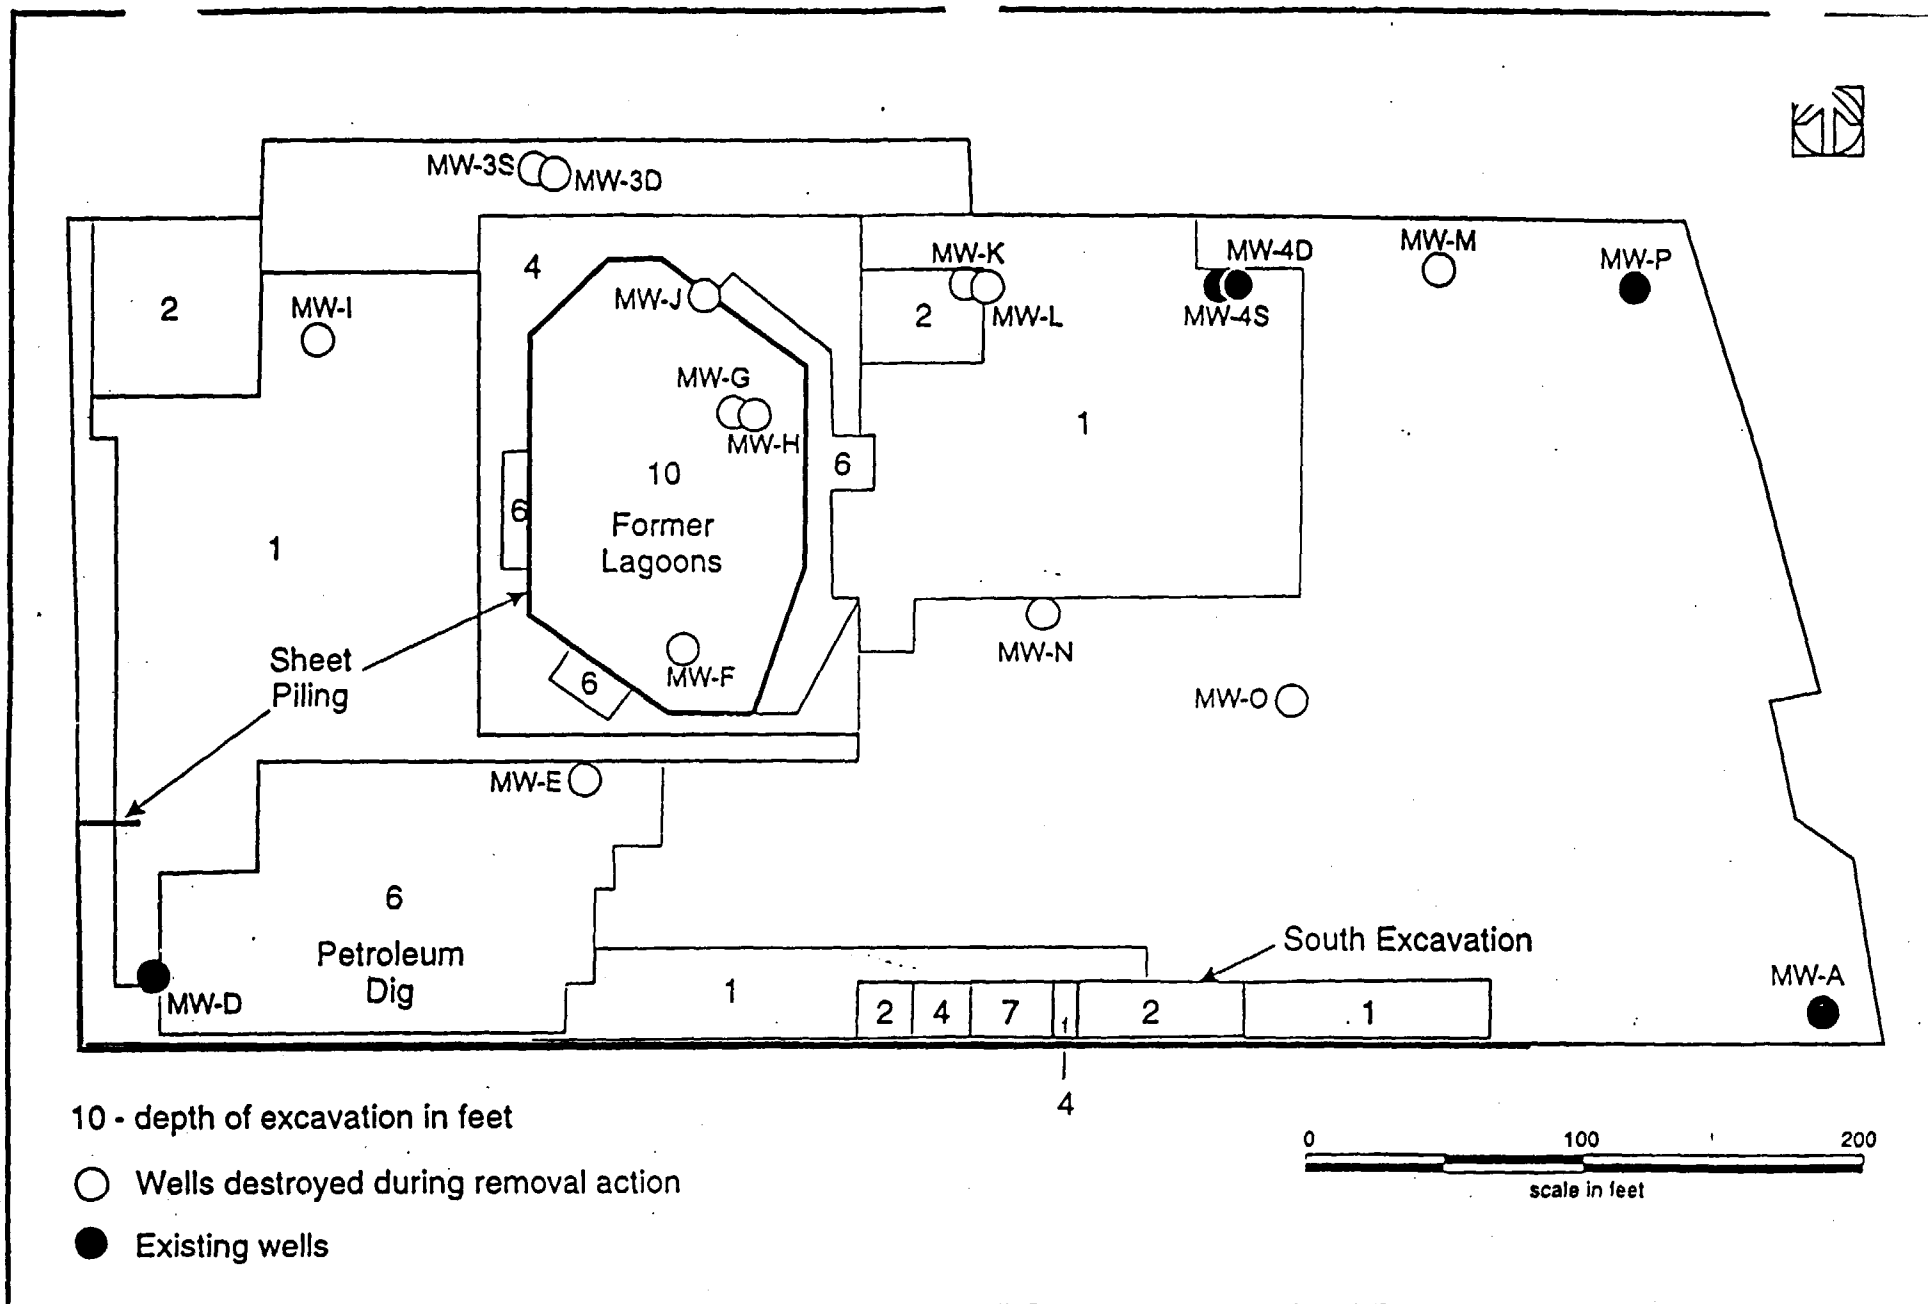 MW-3S
MW-3D
4
MW-K
MW-4D
MW-M
MW-P
2
MW-I
MW-J
2
MW-L
MW-4S
MW-G
MW-H
1
10
6
6
Former
Lagoons
1
Sheet
Piling
MW-F
6
MW-N
MW-O
MW-E
6
Petroleum
Dig
South Excavation
MW-D
1
2
4
7
1
2
1
MW-A
4
10 - depth of excavation in feet
Wells destroyed during removal action
Existing wells
0 100 200
scale in feet